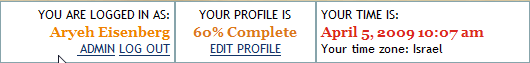 YOU ARE LOGGED IN AS:
Aryeh Eisenberg
ADMIN LOG OUT
YOUR PROFILE IS
60% Complete
EDIT PROFILE
YOUR TIME IS:
April 5, 2009 10:07 am
Your time zone: Israel